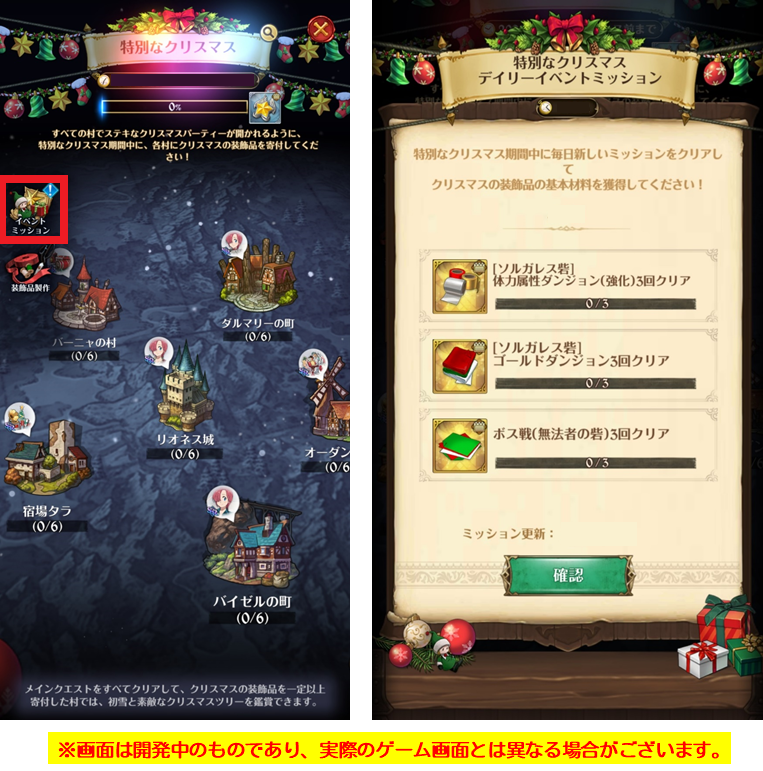 特別なクリスマス
0%
すべての村でステキなクリスマスパーティーが開かれるように、
特別なクリスマス期間中に、各村にクリスマスの装飾品を寄付してくだ
さい！
イベント
ミッション
装飾品製作
バーニャの村
(0/6)
ダルマリーの町
(0/6)
リオネス城
(0/6)
オーダン
(0/6
宿場タラ
(0/6)
バイゼルの町
(0/6)
メインクエストをすべてクリアして、クリスマスの装飾品を一定以上
寄付した村では、初雪と素敵なクリスマスツリーを鑑賞できます。
特別なクリスマス
デイリーイベントミッション
特別なクリスマス期間中に毎日新しいミッションをクリアし
て
クリスマスの装飾品の基本材料を獲得してください！
[ソルガレス砦]
体力属性ダンジョン(強化)3回クリア
0/3
[ソルガレス砦]
ゴールドダンジョン3回クリア
0/3
ボス戦(無法者の砦)3回クリア
0/3
ミッション更新：
確認
※画面は開発中のものであり、実際のゲーム画面とは異なる場合がございます。